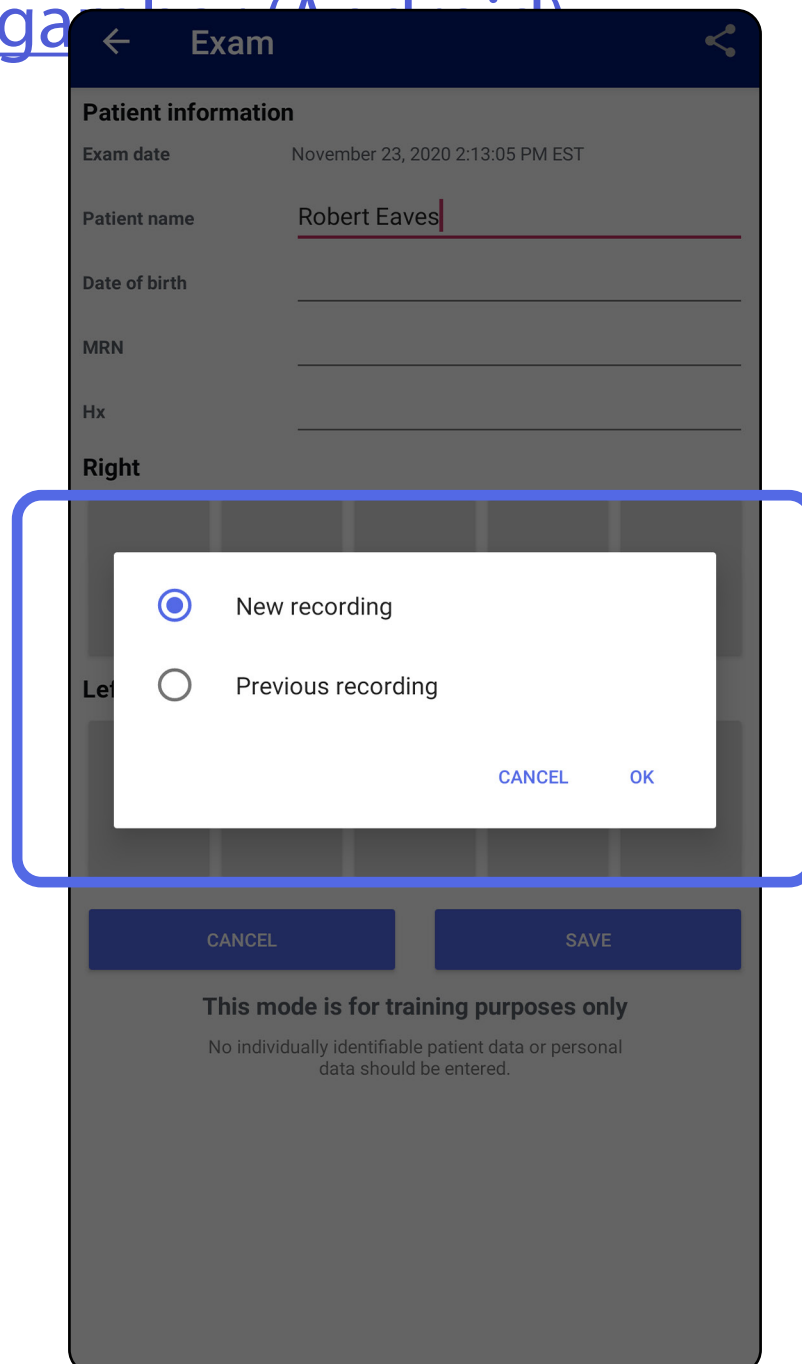 Exam
Patient information
Exam date November 23, 2020 2:13:05 PM EST
Patient name Robert Eaves
Date of birth
MRN
Hx
Right
New recording
Previous recording
CANCEL OK
CANCEL SAVE
This mode is for training purposes only
No individually identifiable patient data or personal
data should be entered.